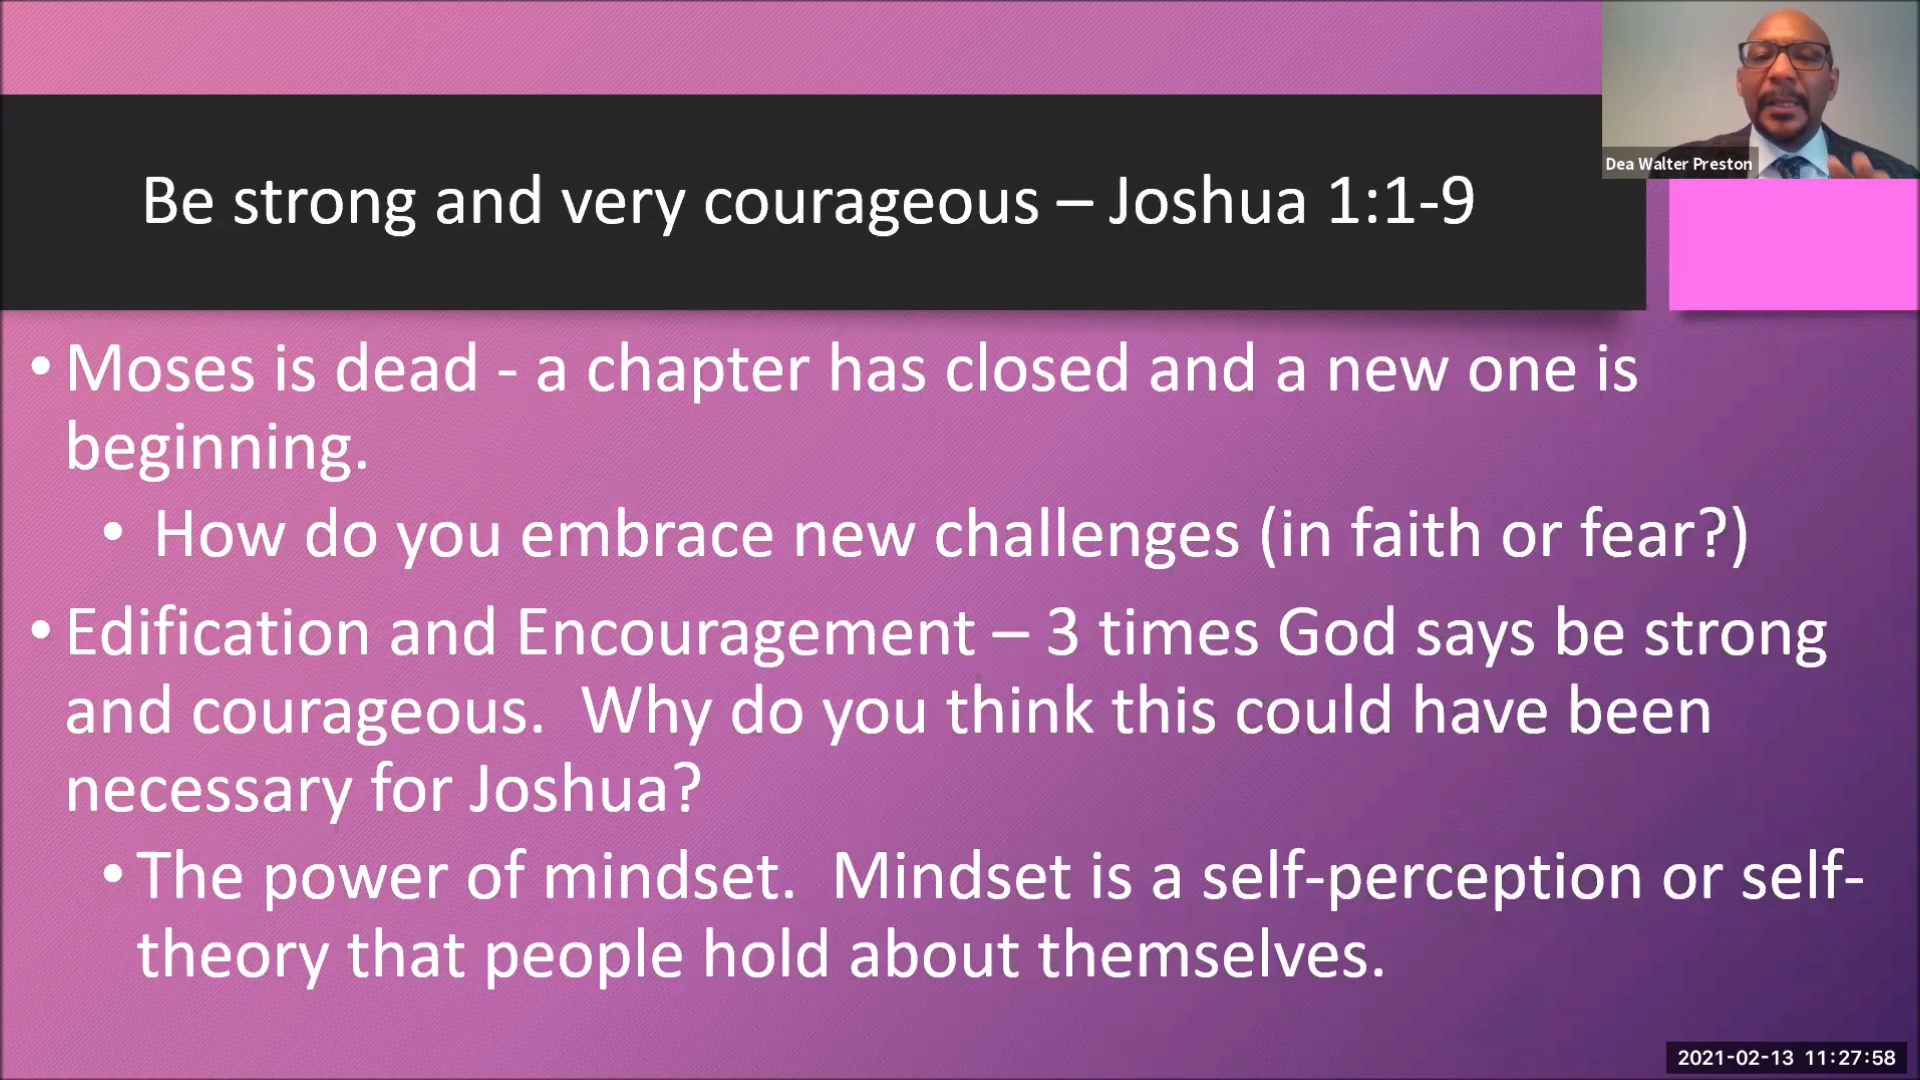 Dea Walter Preston
Be strong and very courageous – Joshua 1:1-9
• Moses is dead - a chapter has closed and a new one is
beginning.
• How do you embrace new challenges (in faith or fear?)
• Edification and Encouragement – 3 times God says be strong
and courageous.  Why do you think this could have been
necessary for Joshua?
• The power of mindset.  Mindset is a self-perception or self-
theory that people hold about themselves.
2021-02-13 11:27:58